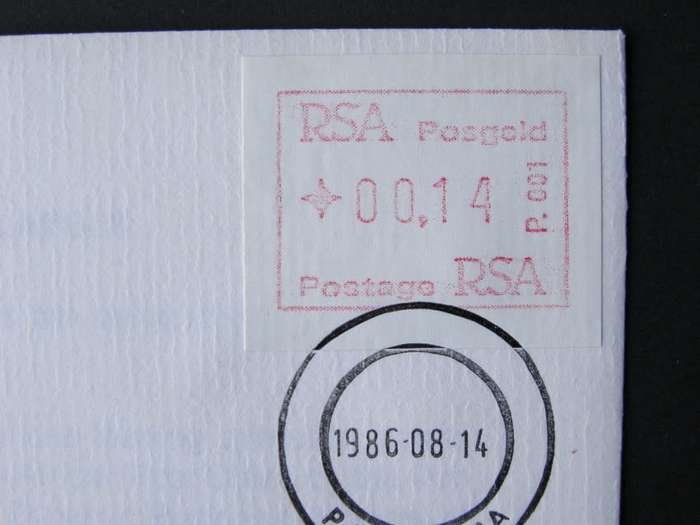 RSA Posgeld
00,14
P.001
Postage RSA
1986-08-14